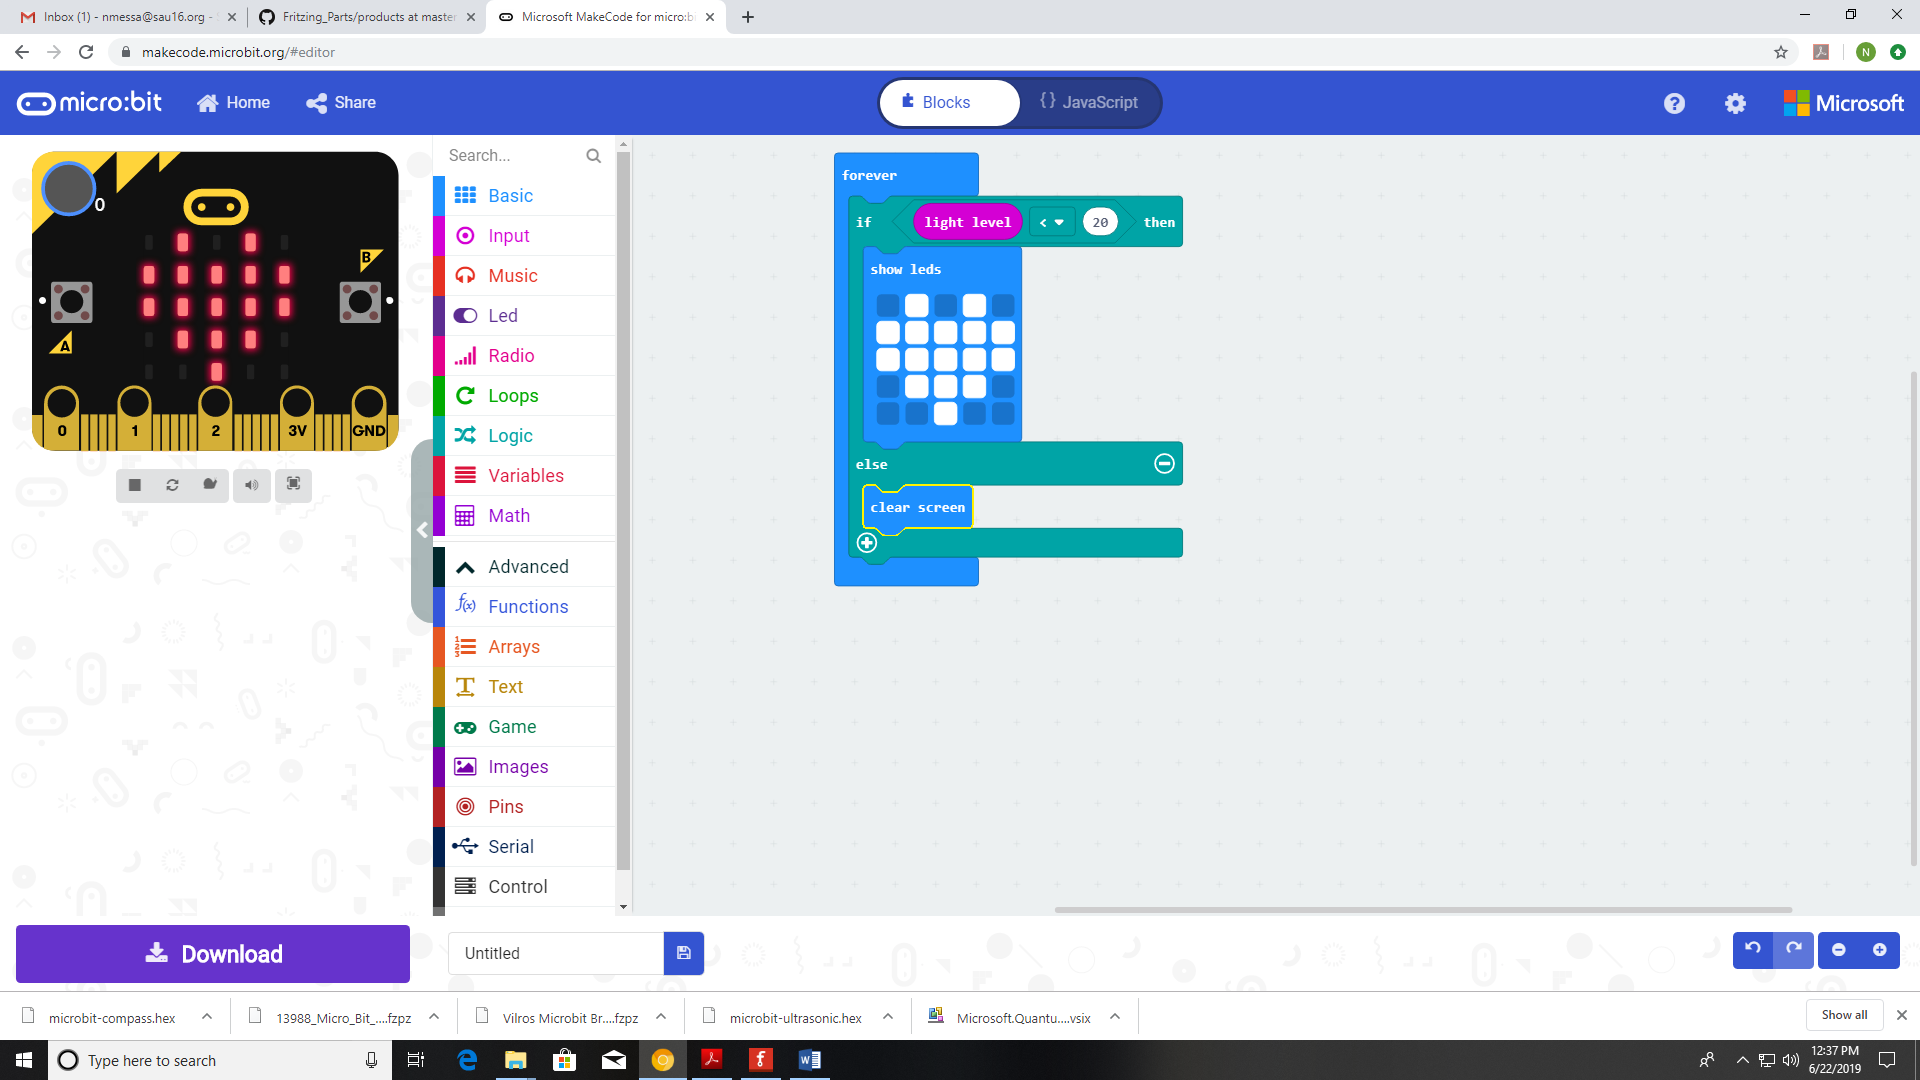 Inbox (1) - nmessa@sau16.org -
Fritzing_Parts/products at master
Microsoft MakeCode for micro:bi
makecode.microbit.org/#editor
N
micro:bit
Home
Share
Blocks
{} JavaScript
?
Microsoft
0
B
A
0
1
2
3V
GND
Search...
Basic
Input
Music
Led
Radio
Loops
Logic
Variables
Math
Advanced
f(x) Functions
Arrays
Text
Game
Images
Pins
Serial
Control
forever
if light level < 20 then
show leds
else
clear screen
Download
Untitled
microbit-compass.hex
13988_Micro_Bit_....fzpz
Vilros Microbit Br....fzpz
microbit-ultrasonic.hex
Microsoft.Quantu....vsix
Show all
Type here to search
12:37 PM
6/22/2019